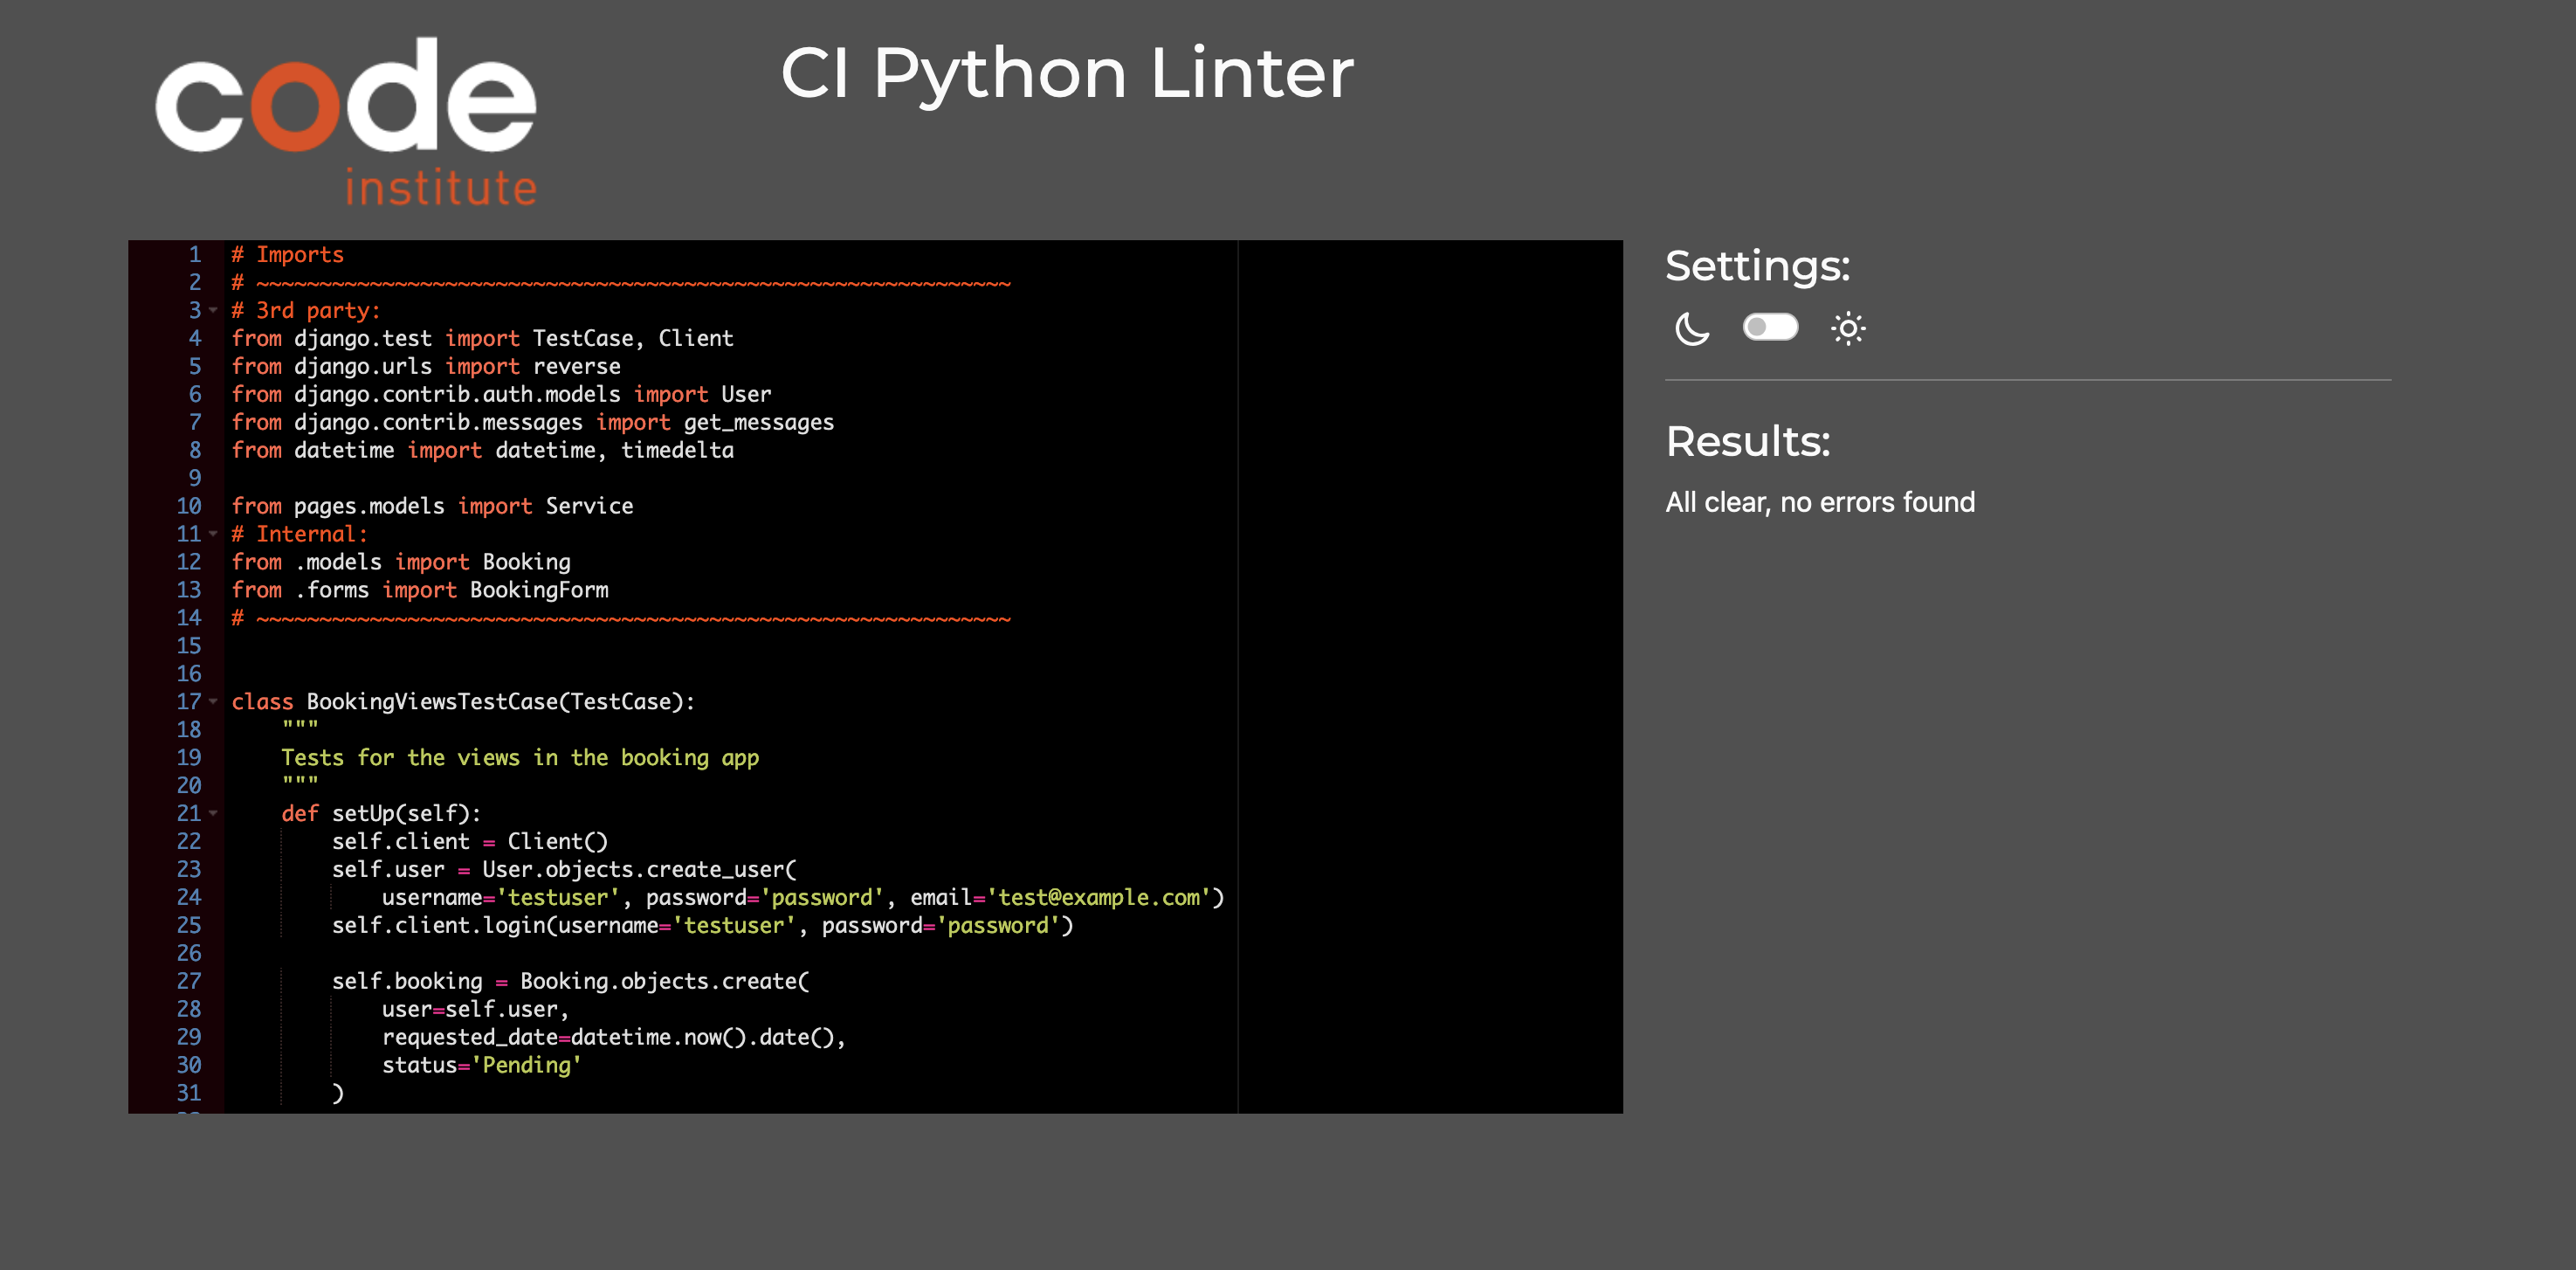 code
institute
CI Python Linter
1 # Imports
2 # ~~~~~~~~~~~~~~~~~~~~~~~~~~~~~~~~~~~~~~~~~~~~~~~~~~~~~~~~~~~~
3 # 3rd party:
4 from django.test import TestCase, Client
5 from django.urls import reverse
6 from django.contrib.auth.models import User
7 from django.contrib.messages import get_messages
8 from datetime import datetime, timedelta
9
10 from pages.models import Service
11 # Internal:
12 from .models import Booking
13 from .forms import BookingForm
14 # ~~~~~~~~~~~~~~~~~~~~~~~~~~~~~~~~~~~~~~~~~~~~~~~~~~~~~~~~~~~~
15
16
17 class BookingViewsTestCase(TestCase):
18     """
19     Tests for the views in the booking app
20     """
21     def setUp(self):
22         self.client = Client()
23         self.user = User.objects.create_user(
24             username='testuser', password='password', email='test@example.com')
25         self.client.login(username='testuser', password='password')
26
27         self.booking = Booking.objects.create(
28             user=self.user,
29             requested_date=datetime.now().date(),
30             status='Pending'
31         )
Settings:
Results:
All clear, no errors found